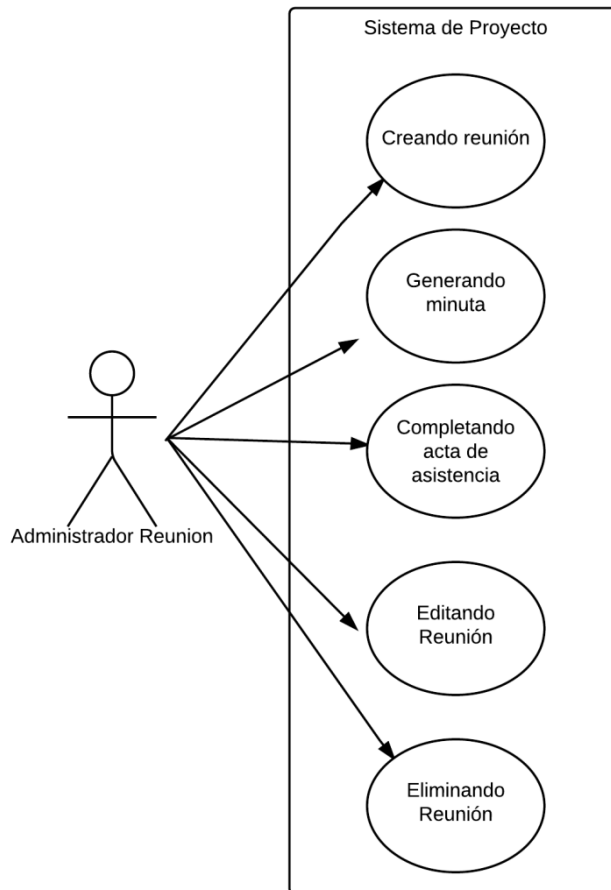 Sistema de Proyecto
Creando reunión
Generando
minuta
Completando
acta de
asistencia
Administrador Reunion
Editando
Reunión
Eliminando
Reunión